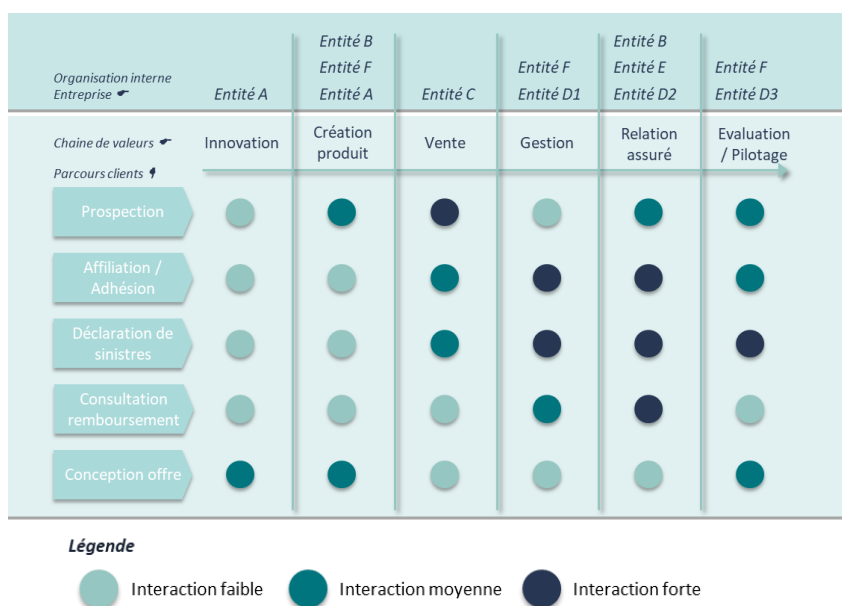 Entité B
Entité B
Entité F
Entité F
Entité E
Entité F
Organisation interne
Entreprise
Entité A
Entité A
Entité C
Entité D1
Entité D2
Entité D3
Chaine de valeurs
Innovation
Création
produit
Vente
Gestion
Relation
assuré
Evaluation
/ Pilotage
Parcours clients
Prospection
Affiliation /
Adhésion
Déclaration de
sinistres
Consultation
remboursement
Conception offre
Légende
Interaction faible
Interaction moyenne
Interaction forte